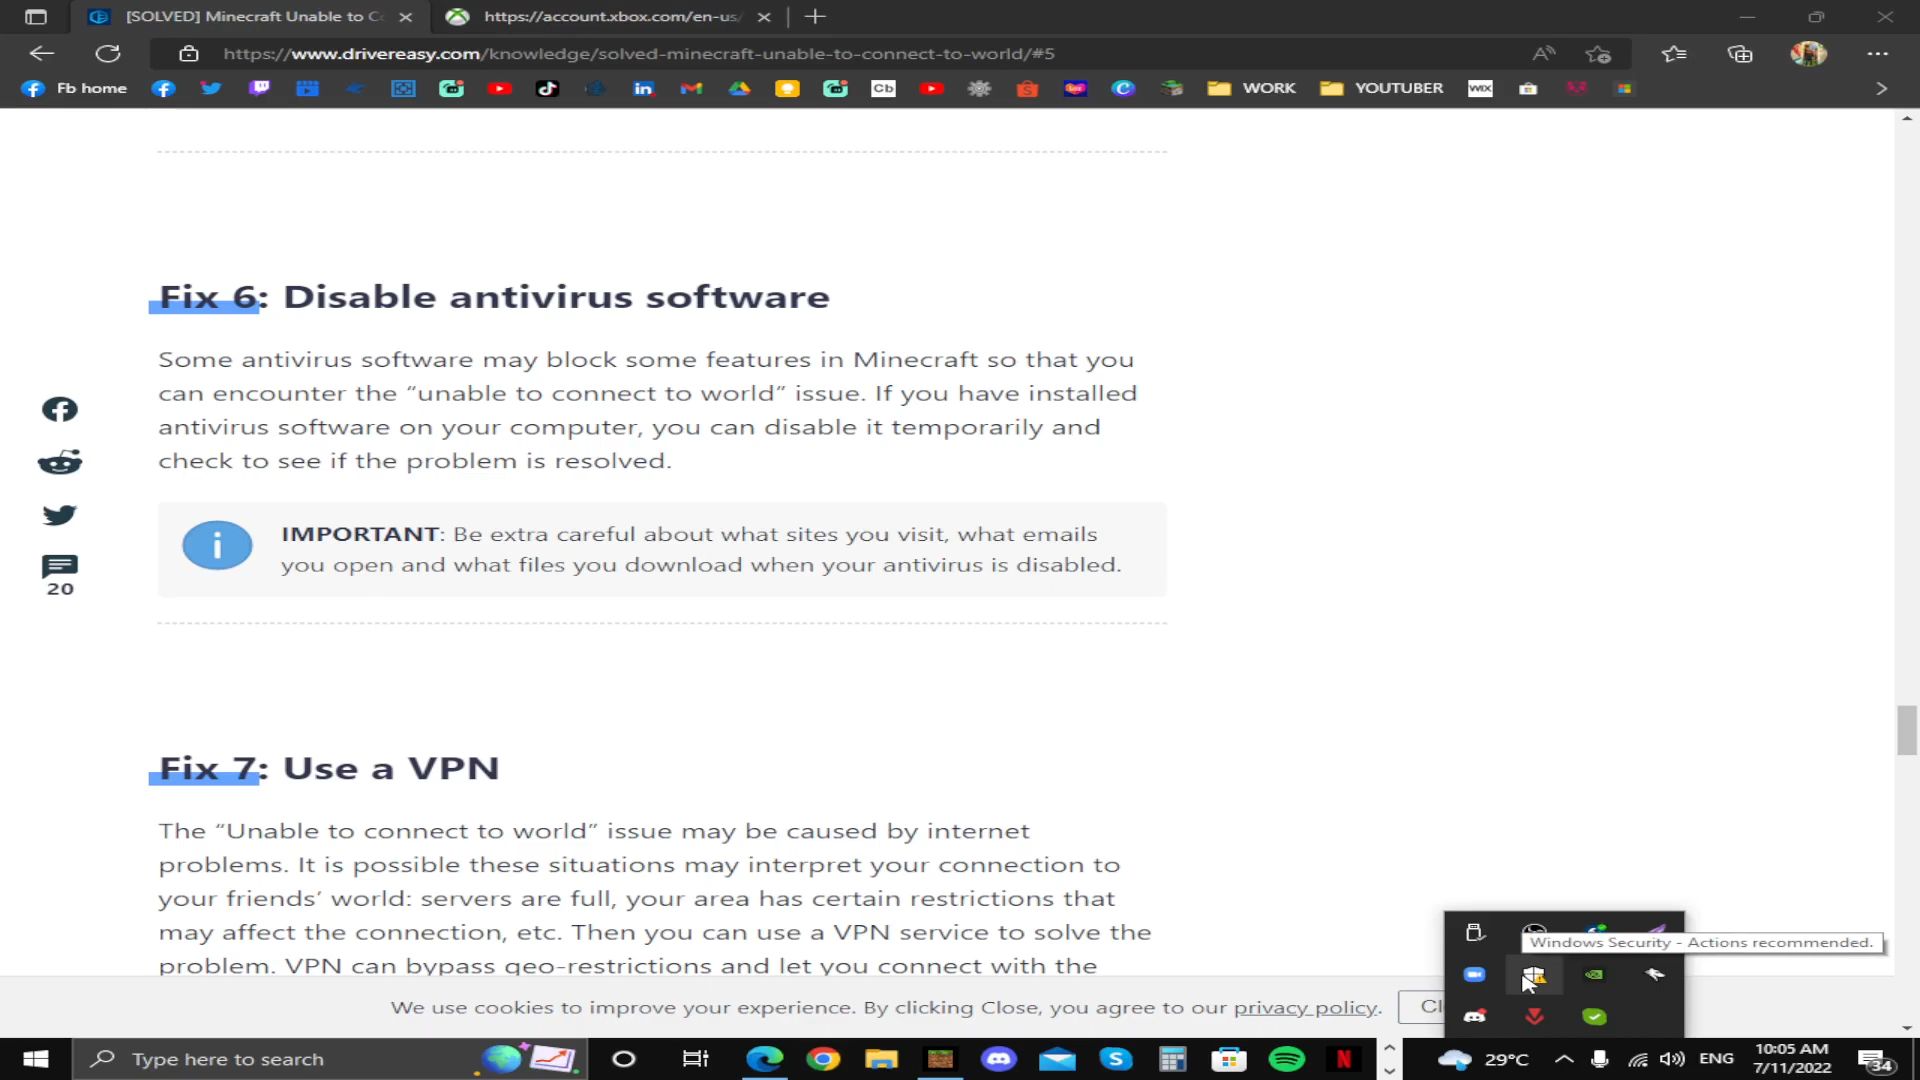 [SOLVED] Minecraft Unable to C
https://account.xbox.com/en-us/
https://www.drivereasy.com/knowledge/solved-minecraft-unable-to-connect-to-world/#5
Fb home
Cb
WORK
YOUTUBER
WIX
Fix 6: Disable antivirus software
Some antivirus software may block some features in Minecraft so that you
can encounter the “unable to connect to world” issue. If you have installed
antivirus software on your computer, you can disable it temporarily and
check to see if the problem is resolved.
IMPORTANT: Be extra careful about what sites you visit, what emails
you open and what files you download when your antivirus is disabled.
20
Fix 7: Use a VPN
The “Unable to connect to world” issue may be caused by internet
problems. It is possible these situations may interpret your connection to
your friends’ world: servers are full, your area has certain restrictions that
may affect the connection, etc. Then you can use a VPN service to solve the
problem. VPN can bypass geo-restrictions and let you connect with the
Windows Security - Actions recommended.
We use cookies to improve your experience. By clicking Close, you agree to our privacy policy.
Cl
Type here to search
29°C
ENG
10:05 AM
7/11/2022
34